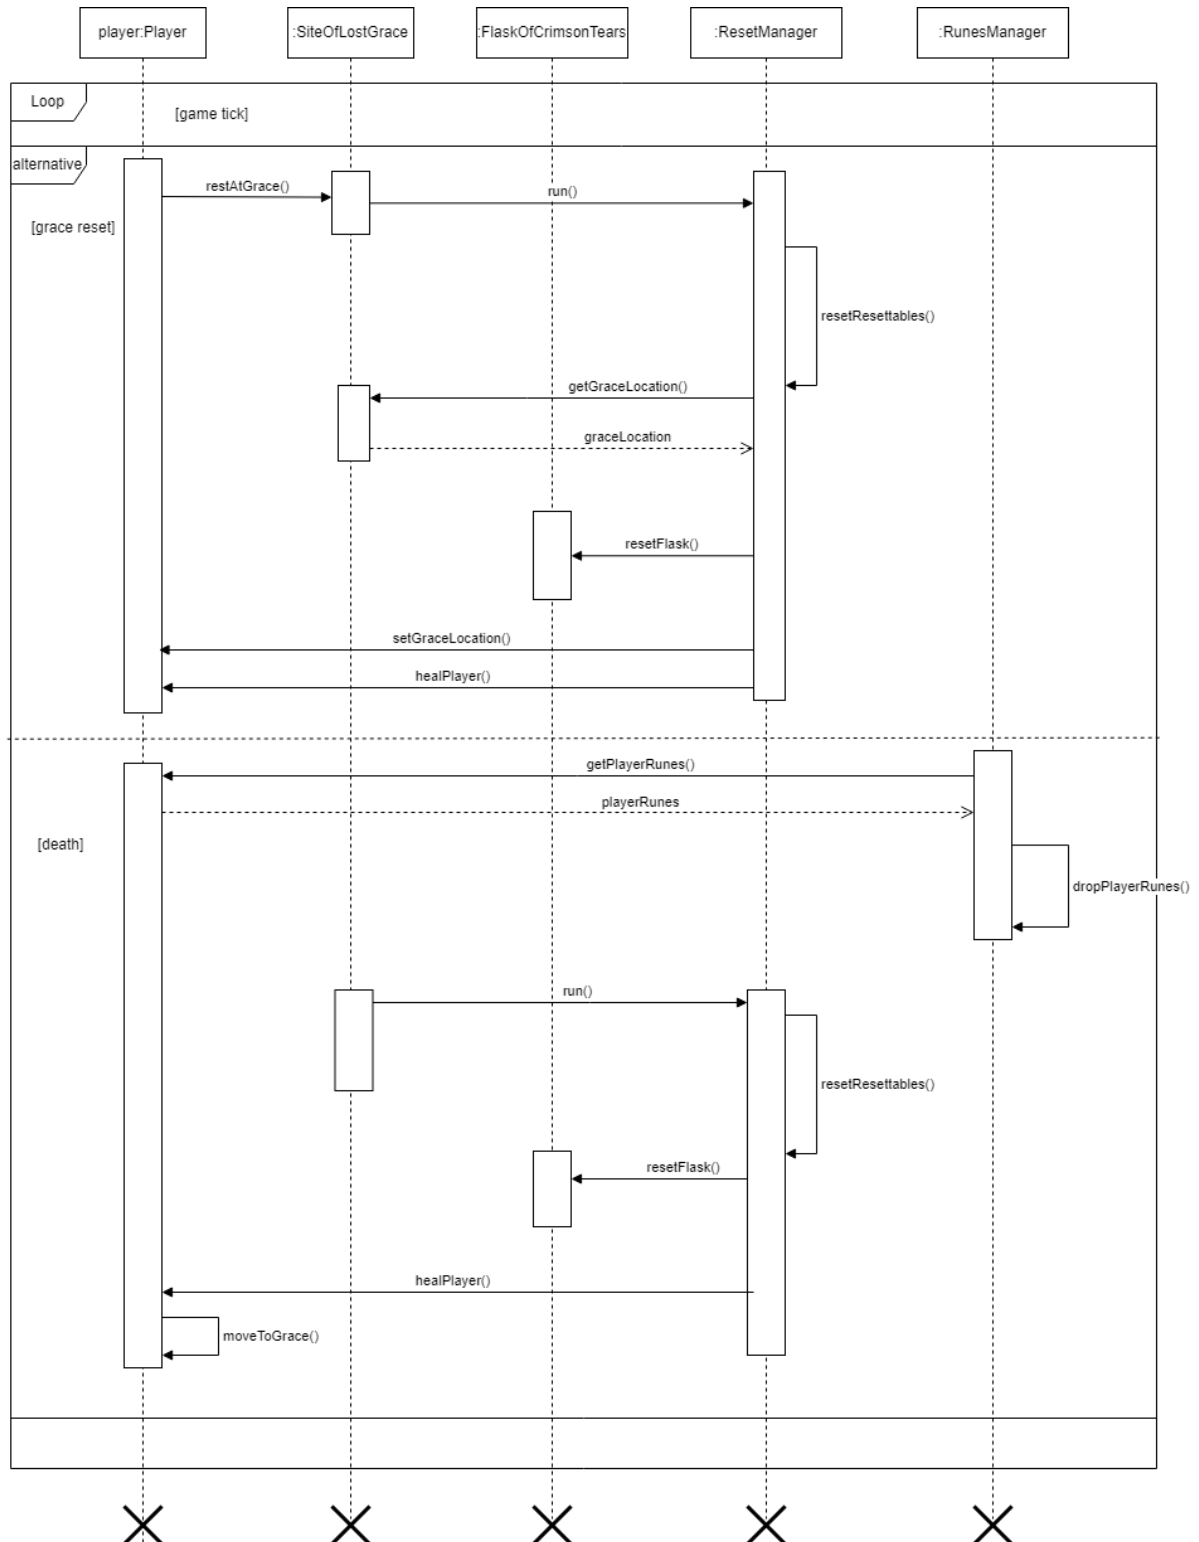 player:Player
:SiteOfLostGrace
:FlaskOfCrimsonTears
:ResetManager
:RunesManager
Loop
[game tick]
alternative
restAtGrace()
run()
[grace reset]
resetResettables()
getGraceLocation()
graceLocation
resetFlask()
setGraceLocation()
healPlayer()
getPlayerRunes()
playerRunes
[death]
dropPlayerRunes()
run()
resetResettables()
resetFlask()
healPlayer()
moveToGrace()